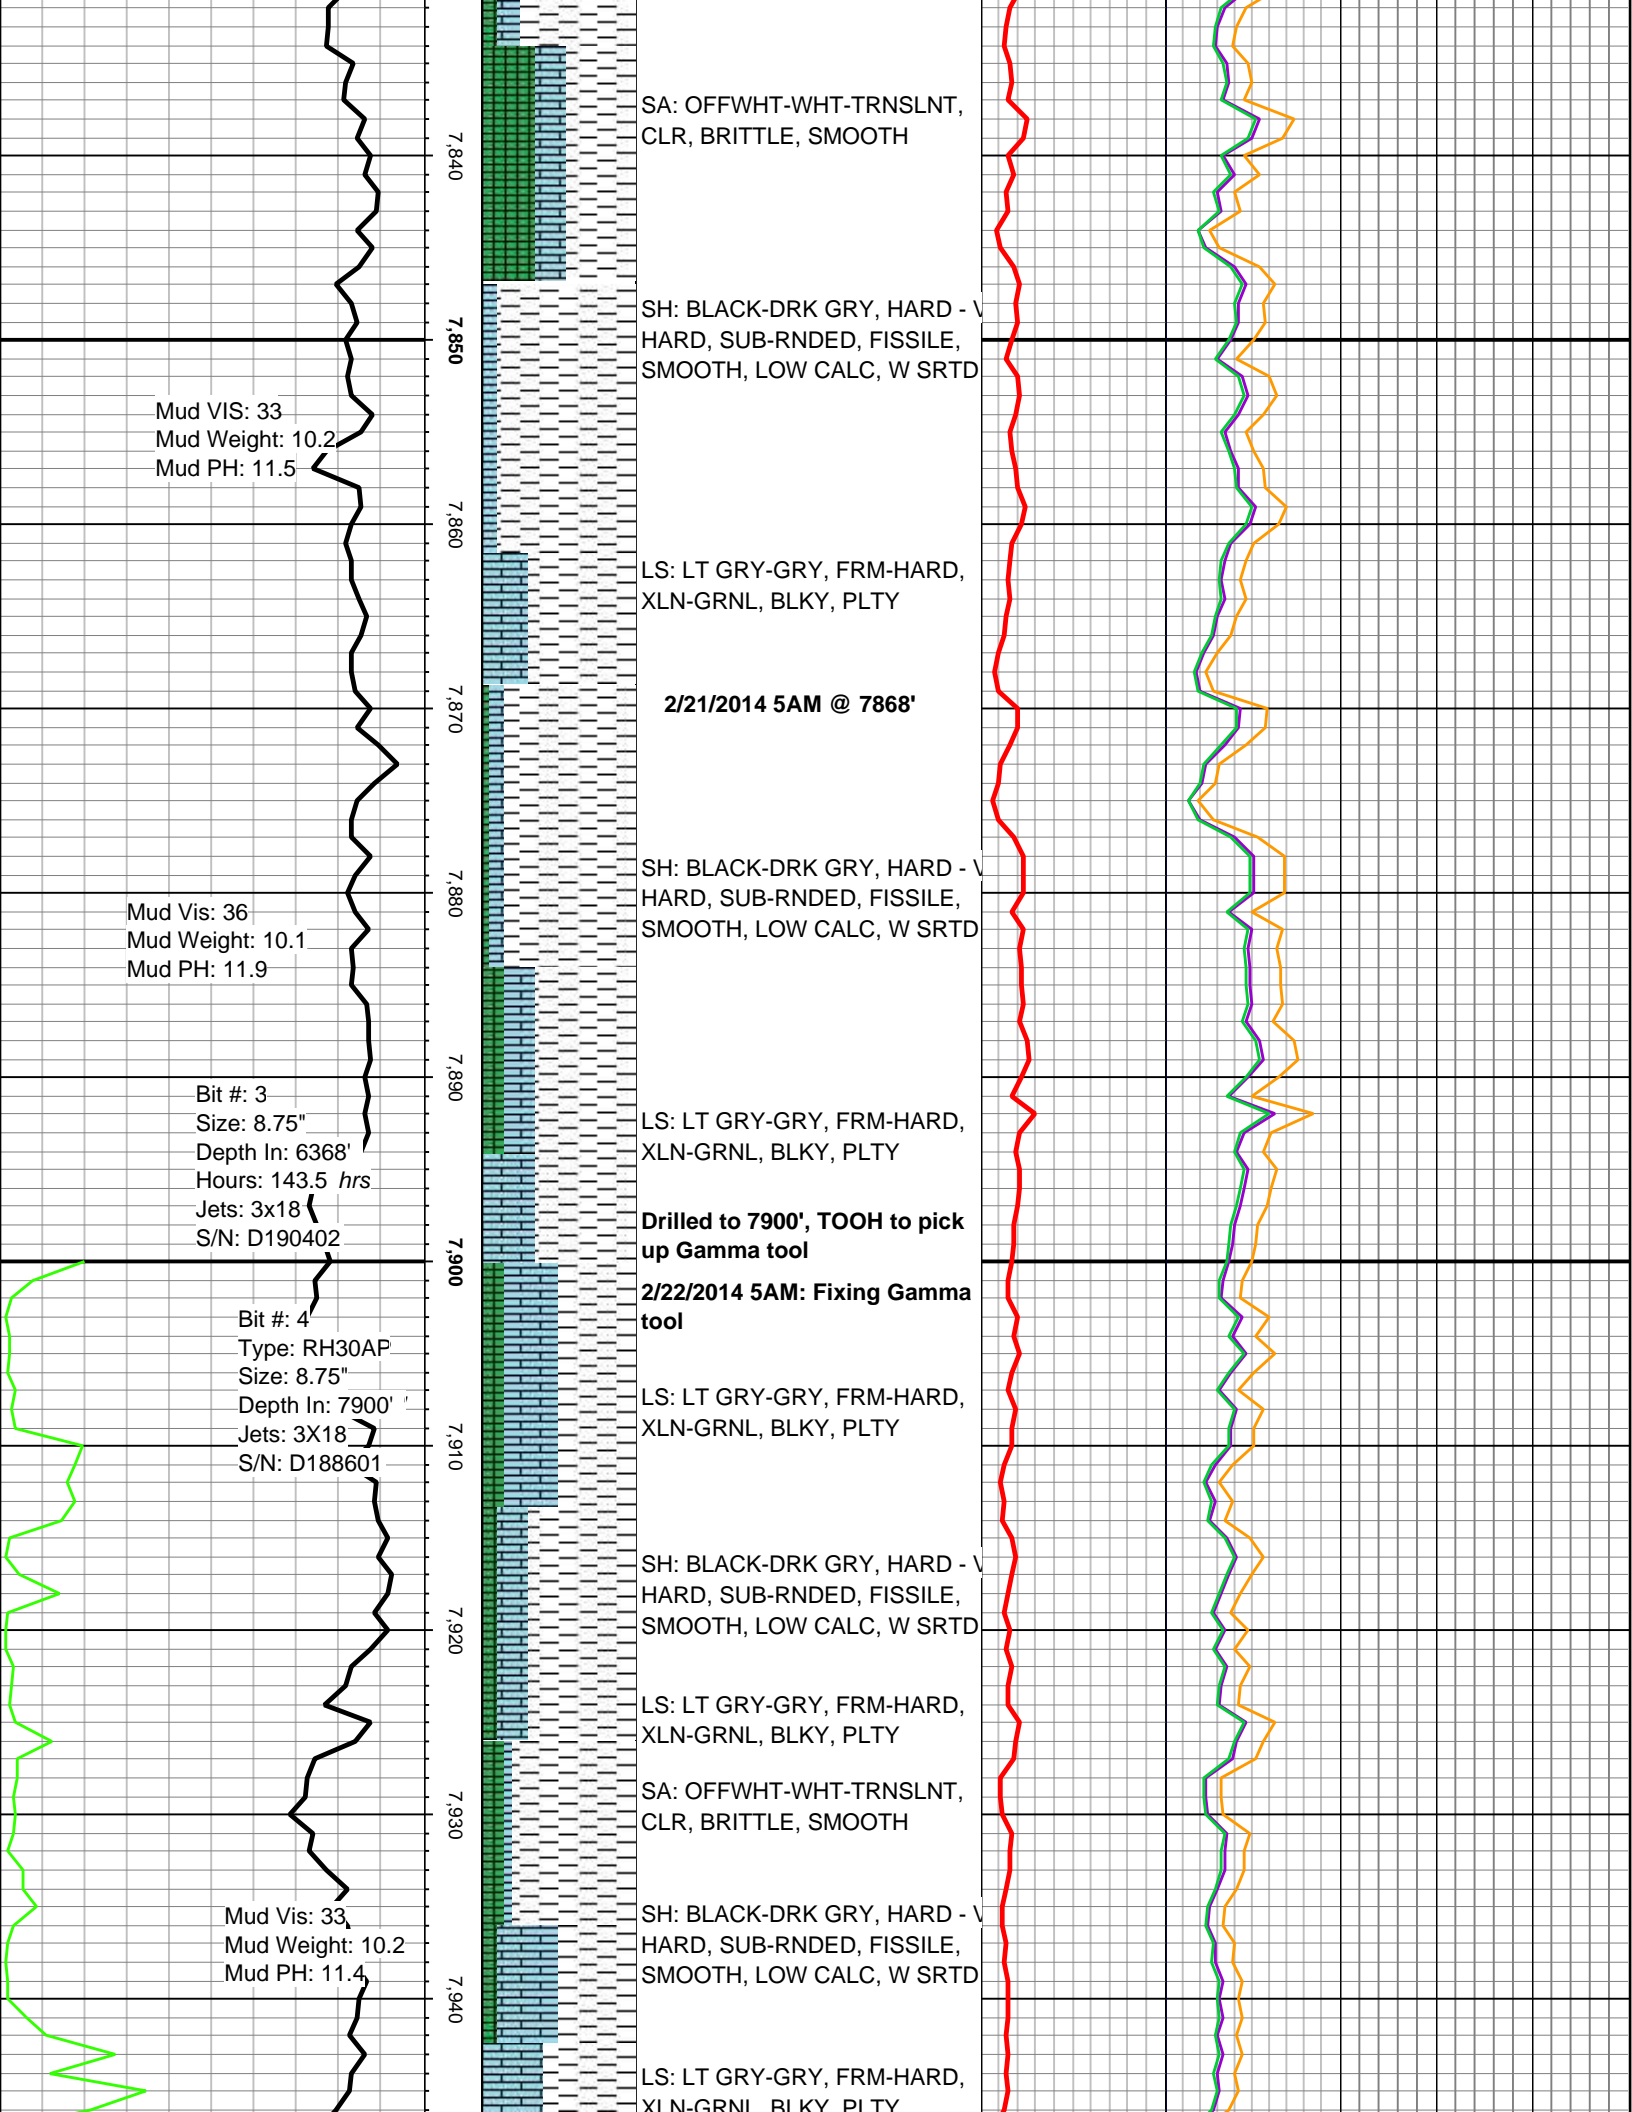 SA: OFFWHT-WHT-TRNSLNT,
CLR, BRITTLE, SMOOTH
7,840
SH: BLACK-DRK GRY, HARD - V
HARD, SUB-RNDED, FISSILE,
SMOOTH, LOW CALC, W SRTD
7,850
Mud VIS: 33
Mud Weight: 10.2
Mud PH: 11.5
7,860
LS: LT GRY-GRY, FRM-HARD,
XLN-GRNL, BLKY, PLTY
2/21/2014 5AM @ 7868'
7,870
SH: BLACK-DRK GRY, HARD - V
HARD, SUB-RNDED, FISSILE,
SMOOTH, LOW CALC, W SRTD
7,880
Mud Vis: 36
Mud Weight: 10.1
Mud PH: 11.9
7,890
Bit #: 3
Size: 8.75"
Depth In: 6368'
Hours: 143.5 hrs
Jets: 3x18
S/N: D190402
LS: LT GRY-GRY, FRM-HARD,
XLN-GRNL, BLKY, PLTY
Drilled to 7900', TOOH to pick
up Gamma tool
7,900
2/22/2014 5AM: Fixing Gamma
tool
Bit #: 4
Type: RH30AP
Size: 8.75"
Depth In: 7900' '
Jets: 3X18
S/N: D188601
LS: LT GRY-GRY, FRM-HARD,
XLN-GRNL, BLKY, PLTY
7,910
SH: BLACK-DRK GRY, HARD - V
HARD, SUB-RNDED, FISSILE,
SMOOTH, LOW CALC, W SRTD
7,920
LS: LT GRY-GRY, FRM-HARD,
XLN-GRNL, BLKY, PLTY
SA: OFFWHT-WHT-TRNSLNT,
CLR, BRITTLE, SMOOTH
7,930
SH: BLACK-DRK GRY, HARD - V
HARD, SUB-RNDED, FISSILE,
SMOOTH, LOW CALC, W SRTD
Mud Vis: 33
Mud Weight: 10.2
Mud PH: 11.4
7,940
LS: LT GRY-GRY, FRM-HARD,
XLN-GRNL, BLKY, PLTY